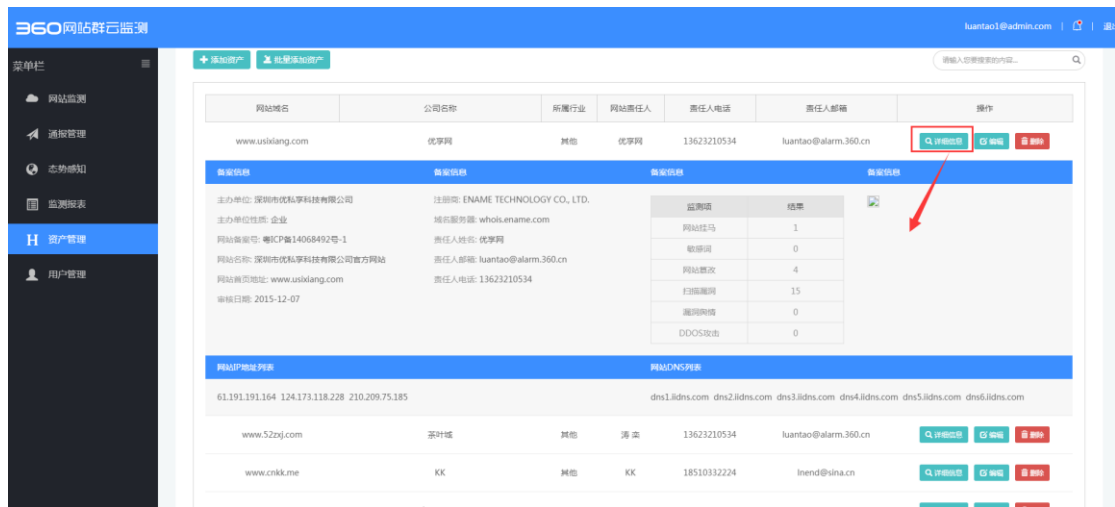 360网站群云监测
luantao1@admin.com | | 退
菜单栏
网站监测
通报管理
态势感知
监测报表
H 资产管理
用户管理
添加资产 批量添加资产
请输入您要搜索的内容...
网站域名 公司名称 所属行业 网站责任人 责任人电话 责任人邮箱 操作
www.usixiang.com 优享网 其他 优享网 13623210534 luantao@alarm.360.cn 详细信息 编辑 删除
备案信息 备案信息 备案信息 备案信息
主办单位: 深圳市优私享科技有限公司
主办单位性质: 企业
网站备案号: 粤ICP备14068492号-1
网站名称: 深圳市优私享科技有限公司官方网站
网站首页地址: www.usixiang.com
审核日期: 2015-12-07
注册商: ENAME TECHNOLOGY CO., LTD.
域名服务器: whois.ename.com
责任人姓名: 优享网
责任人邮箱: luantao@alarm.360.cn
责任人电话: 13623210534
监测项 结果
网站挂马 1
敏感词 0
网站篡改 4
扫描漏洞 15
漏洞舆情 0
DDOS攻击 0
网站IP地址列表 网站DNS列表
61.191.191.164 124.173.118.228 210.209.75.185 dns1.iidns.com dns2.iidns.com dns3.iidns.com dns4.iidns.com dns5.iidns.com dns6.iidns.com
www.52zxj.com 茶叶域 其他 涛 栾 13623210534 luantao@alarm.360.cn 详细信息 编辑 删除
www.cnkk.me KK 其他 KK 18510332224 lnend@sina.cn 详细信息 编辑 删除